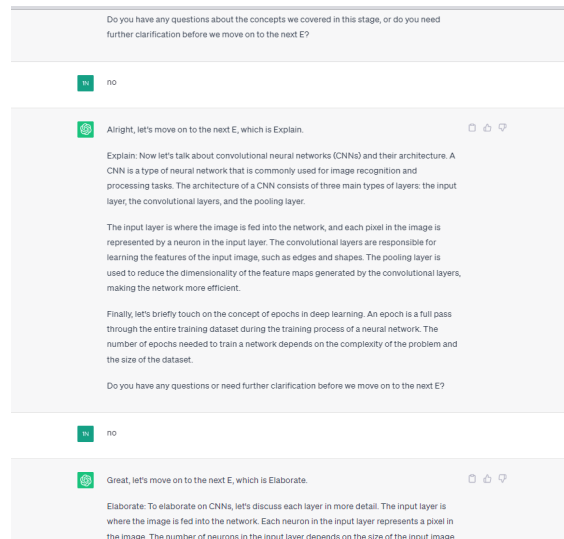 Do you have any questions about the concepts we covered in this stage, or do you need
further clarification before we move on to the next E?
1N
no
Alright, let's move on to the next E, which is Explain.
Explain: Now let's talk about convolutional neural networks (CNNs) and their architecture. A
CNN is a type of neural network that is commonly used for image recognition and
processing tasks. The architecture of a CNN consists of three main types of layers: the input
layer, the convolutional layers, and the pooling layer.
The input layer is where the image is fed into the network, and each pixel in the image is
represented by a neuron in the input layer. The convolutional layers are responsible for
learning the features of the input image, such as edges and shapes. The pooling layer is
used to reduce the dimensionality of the feature maps generated by the convolutional layers,
making the network more efficient.
Finally, let's briefly touch on the concept of epochs in deep learning. An epoch is a full pass
through the entire training dataset during the training process of a neural network. The
number of epochs needed to train a network depends on the complexity of the problem and
the size of the dataset.
Do you have any questions or need further clarification before we move on to the next E?
1N
no
Great, let's move on to the next E, which is Elaborate.
Elaborate: To elaborate on CNNs, let's discuss each layer in more detail. The input layer is
where the image is fed into the network. Each neuron in the input layer represents a pixel in
the image. The number of neurons in the input layer depends on the size of the input image